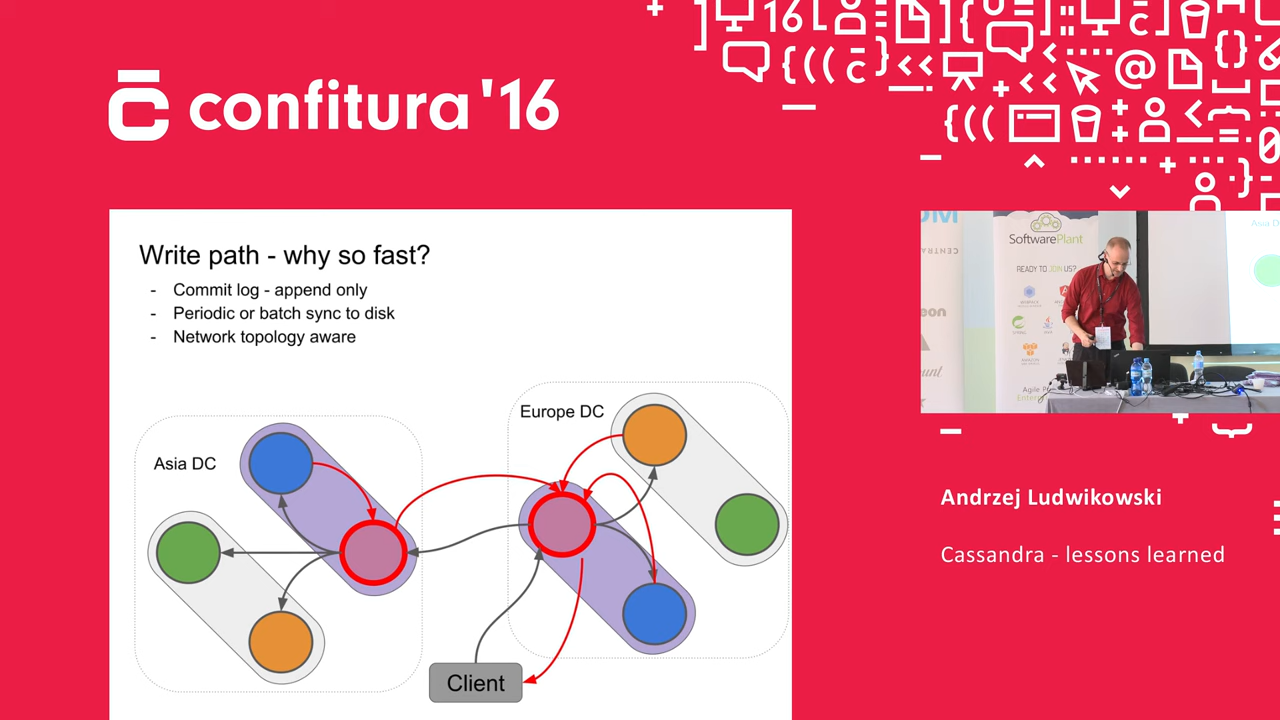 confitura '16
Write path - why so fast?
- Commit log - append only
- Periodic or batch sync to disk
- Network topology aware
Europe DC
Asia DC
Client
SoftwarePlant
READY TO JOIN US?
Andrzej Ludwikowski
Cassandra - lessons learned